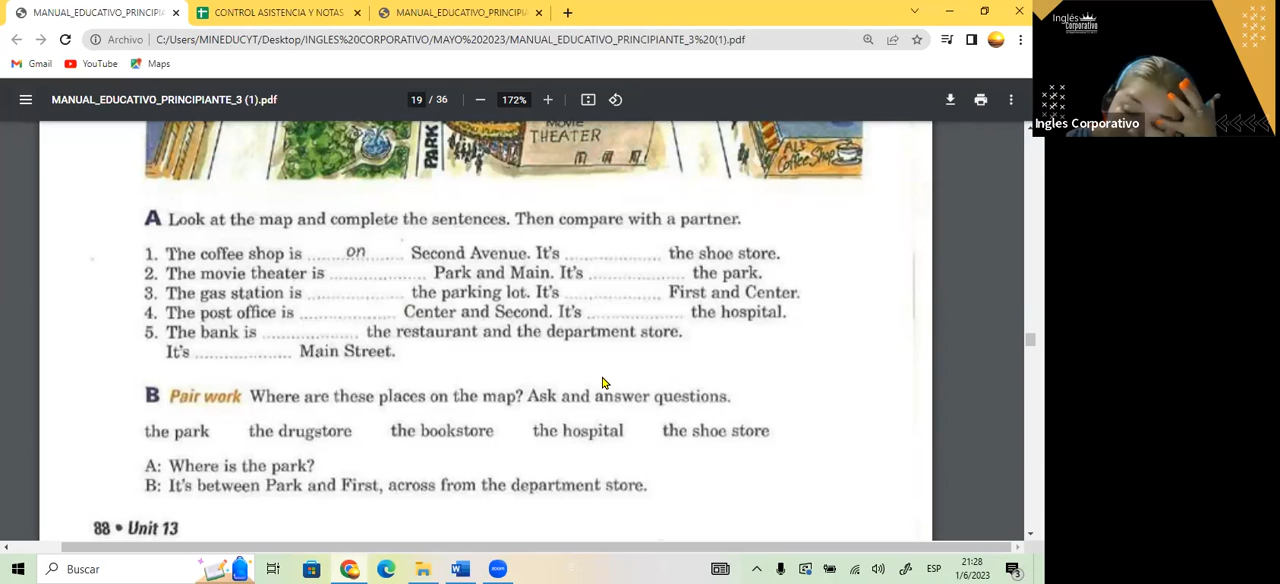 MANUAL_EDUCATIVO_PRINCIPIA
CONTROL ASISTENCIA Y NOTAS
MANUAL_EDUCATIVO_PRINCIPIA
Archivo
C:/Users/MINEDUCYT/Desktop/INGLES%20CORPORATIVO/MAYO%202023/MANUAL_EDUCATIVO_PRINCIPIANTE_3%20(1).pdf
Gmail
YouTube
Maps
MANUAL_EDUCATIVO_PRINCIPIANTE_3 (1).pdf
19 / 36
172%
Inglés
Corporativo
Ingles Corporativo
MOVIE
THEATER
PARK
AL'S
Coffee Shop
A Look at the map and complete the sentences. Then compare with a partner.
1. The coffee shop is ......on...... Second Avenue. It's .................... the shoe store.
2. The movie theater is .................... Park and Main. It's .................... the park.
3. The gas station is .................... the parking lot. It's .................... First and Center.
4. The post office is .................... Center and Second. It's .................... the hospital.
5. The bank is .................... the restaurant and the department store.
It's .................... Main Street.
B Pair work Where are these places on the map? Ask and answer questions.
the park the drugstore the bookstore the hospital the shoe store
A: Where is the park?
B: It's between Park and First, across from the department store.
88 • Unit 13
Buscar
zoom
ESP
21:28
1/6/2023
3